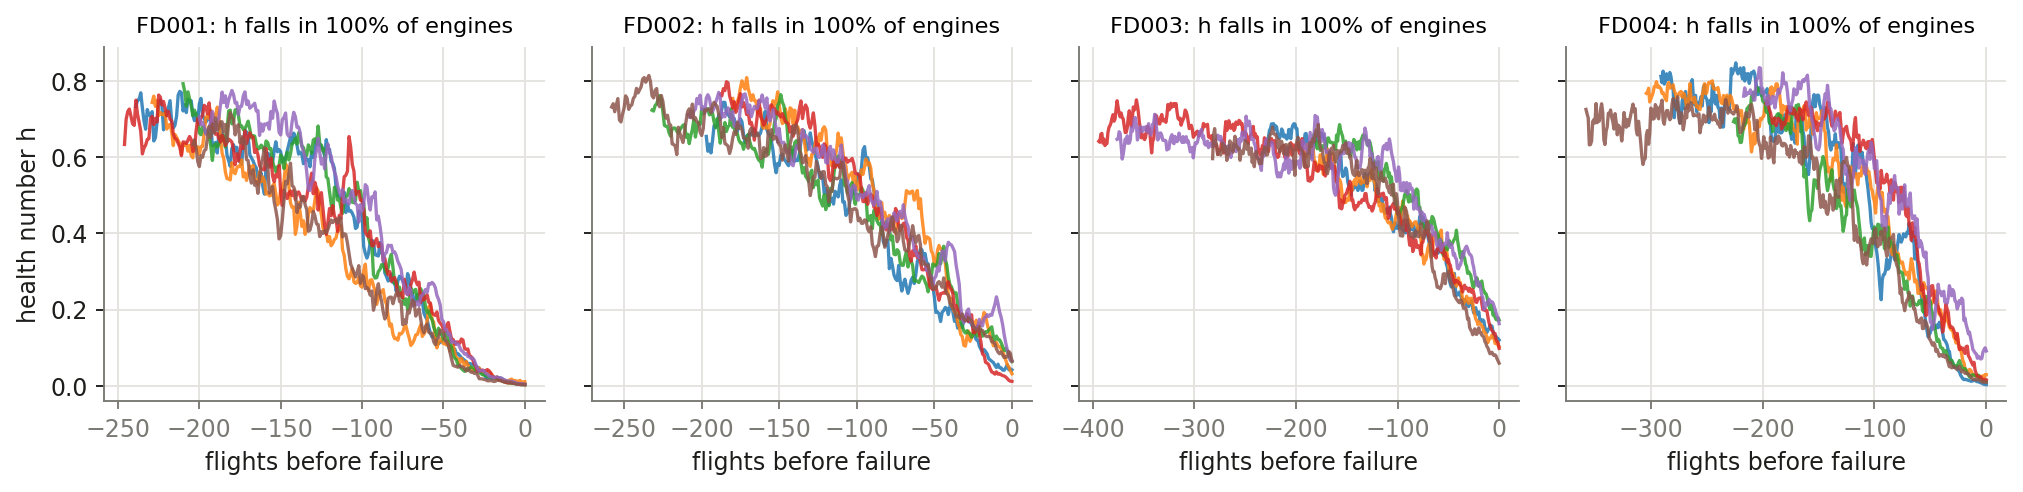 FD001: h falls in 100% of engines
FD002: h falls in 100% of engines
FD003: h falls in 100% of engines
FD004: h falls in 100% of engines
health number h
0.8
0.6
0.4
0.2
0.0
−250 −200 −150 −100 −50 0
−250 −200 −150 −100 −50 0
−400 −300 −200 −100 0
−300 −200 −100 0
flights before failure
flights before failure
flights before failure
flights before failure